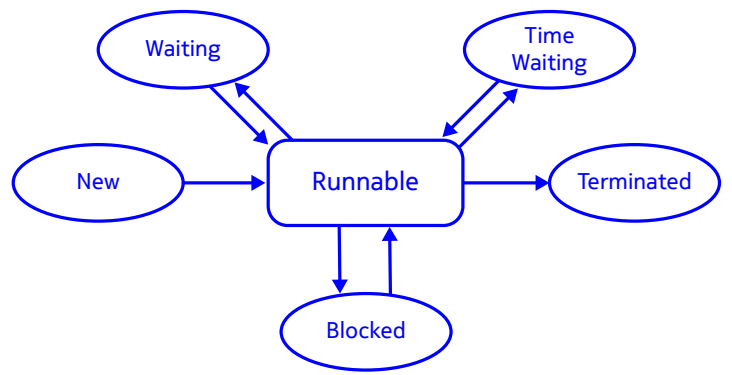 Waiting
Time
Waiting
New
Runnable
Terminated
Blocked